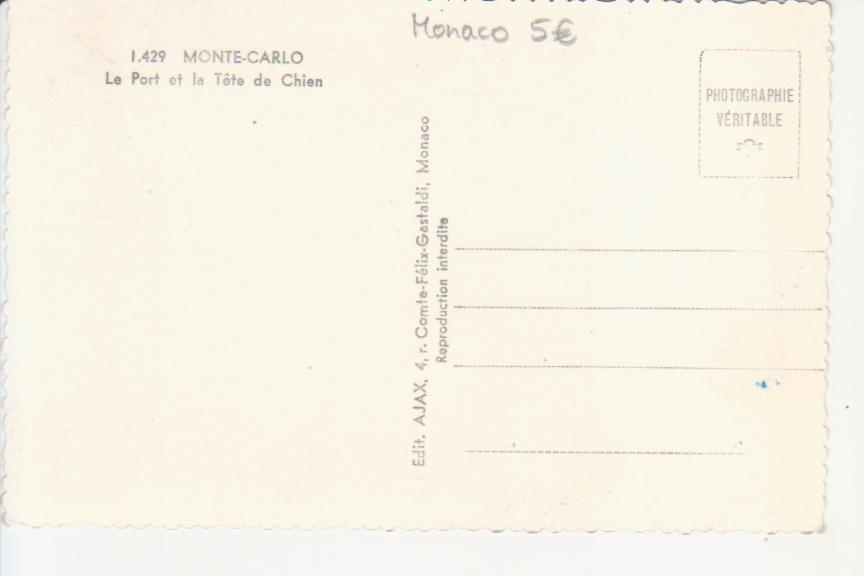 Monaco 5€
1.429 MONTE-CARLO
Le Port et la Tête de Chien
Edit. AJAX, 4, r. Comte-Félix-Gastaldi, Monaco
Reproduction interdite
PHOTOGRAPHIE
VÉRITABLE